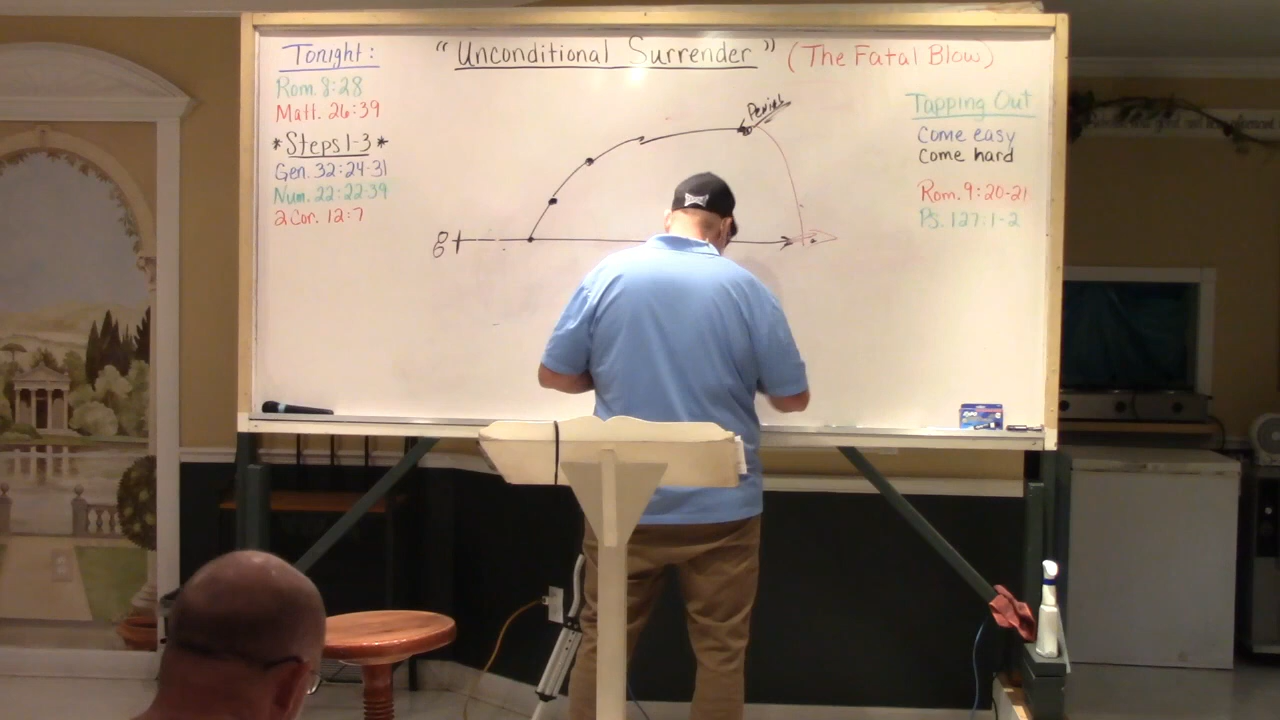 Tonight:
Rom. 8:28
Matt. 26:39
*Steps 1-3*
Gen. 32:24-31
Num. 22:22-39
2 Cor. 12:7
"Unconditional Surrender" (The Fatal Blow)
Denial
Tapping Out
Come easy
Come hard
Rom. 9:20-21
Ps. 127:1-2